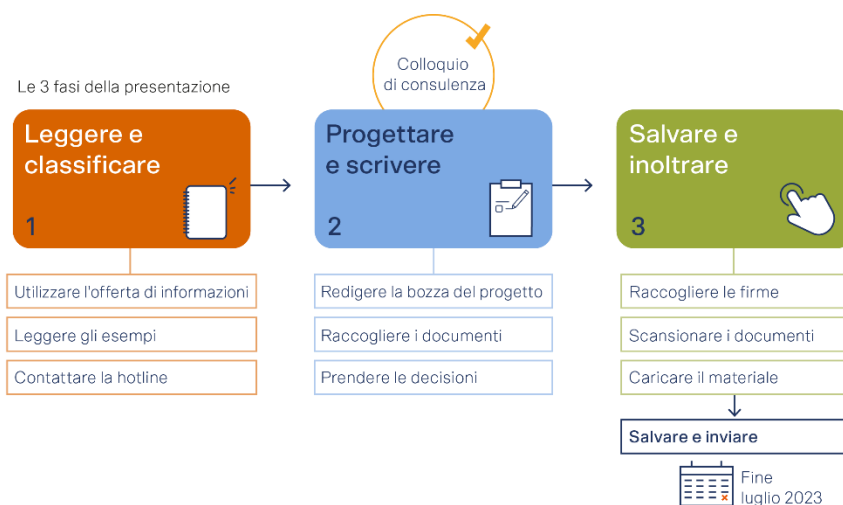 Le 3 fasi della presentazione
Colloquio
di consulenza
Leggere e
classificare
1
Utilizzare l'offerta di informazioni
Leggere gli esempi
Contattare la hotline
Progettare
e scrivere
2
Redigere la bozza del progetto
Raccogliere i documenti
Prendere le decisioni
Salvare e
inoltrare
3
Raccogliere le firme
Scansionare i documenti
Caricare il materiale
Salvare e inviare
Fine
luglio 2023